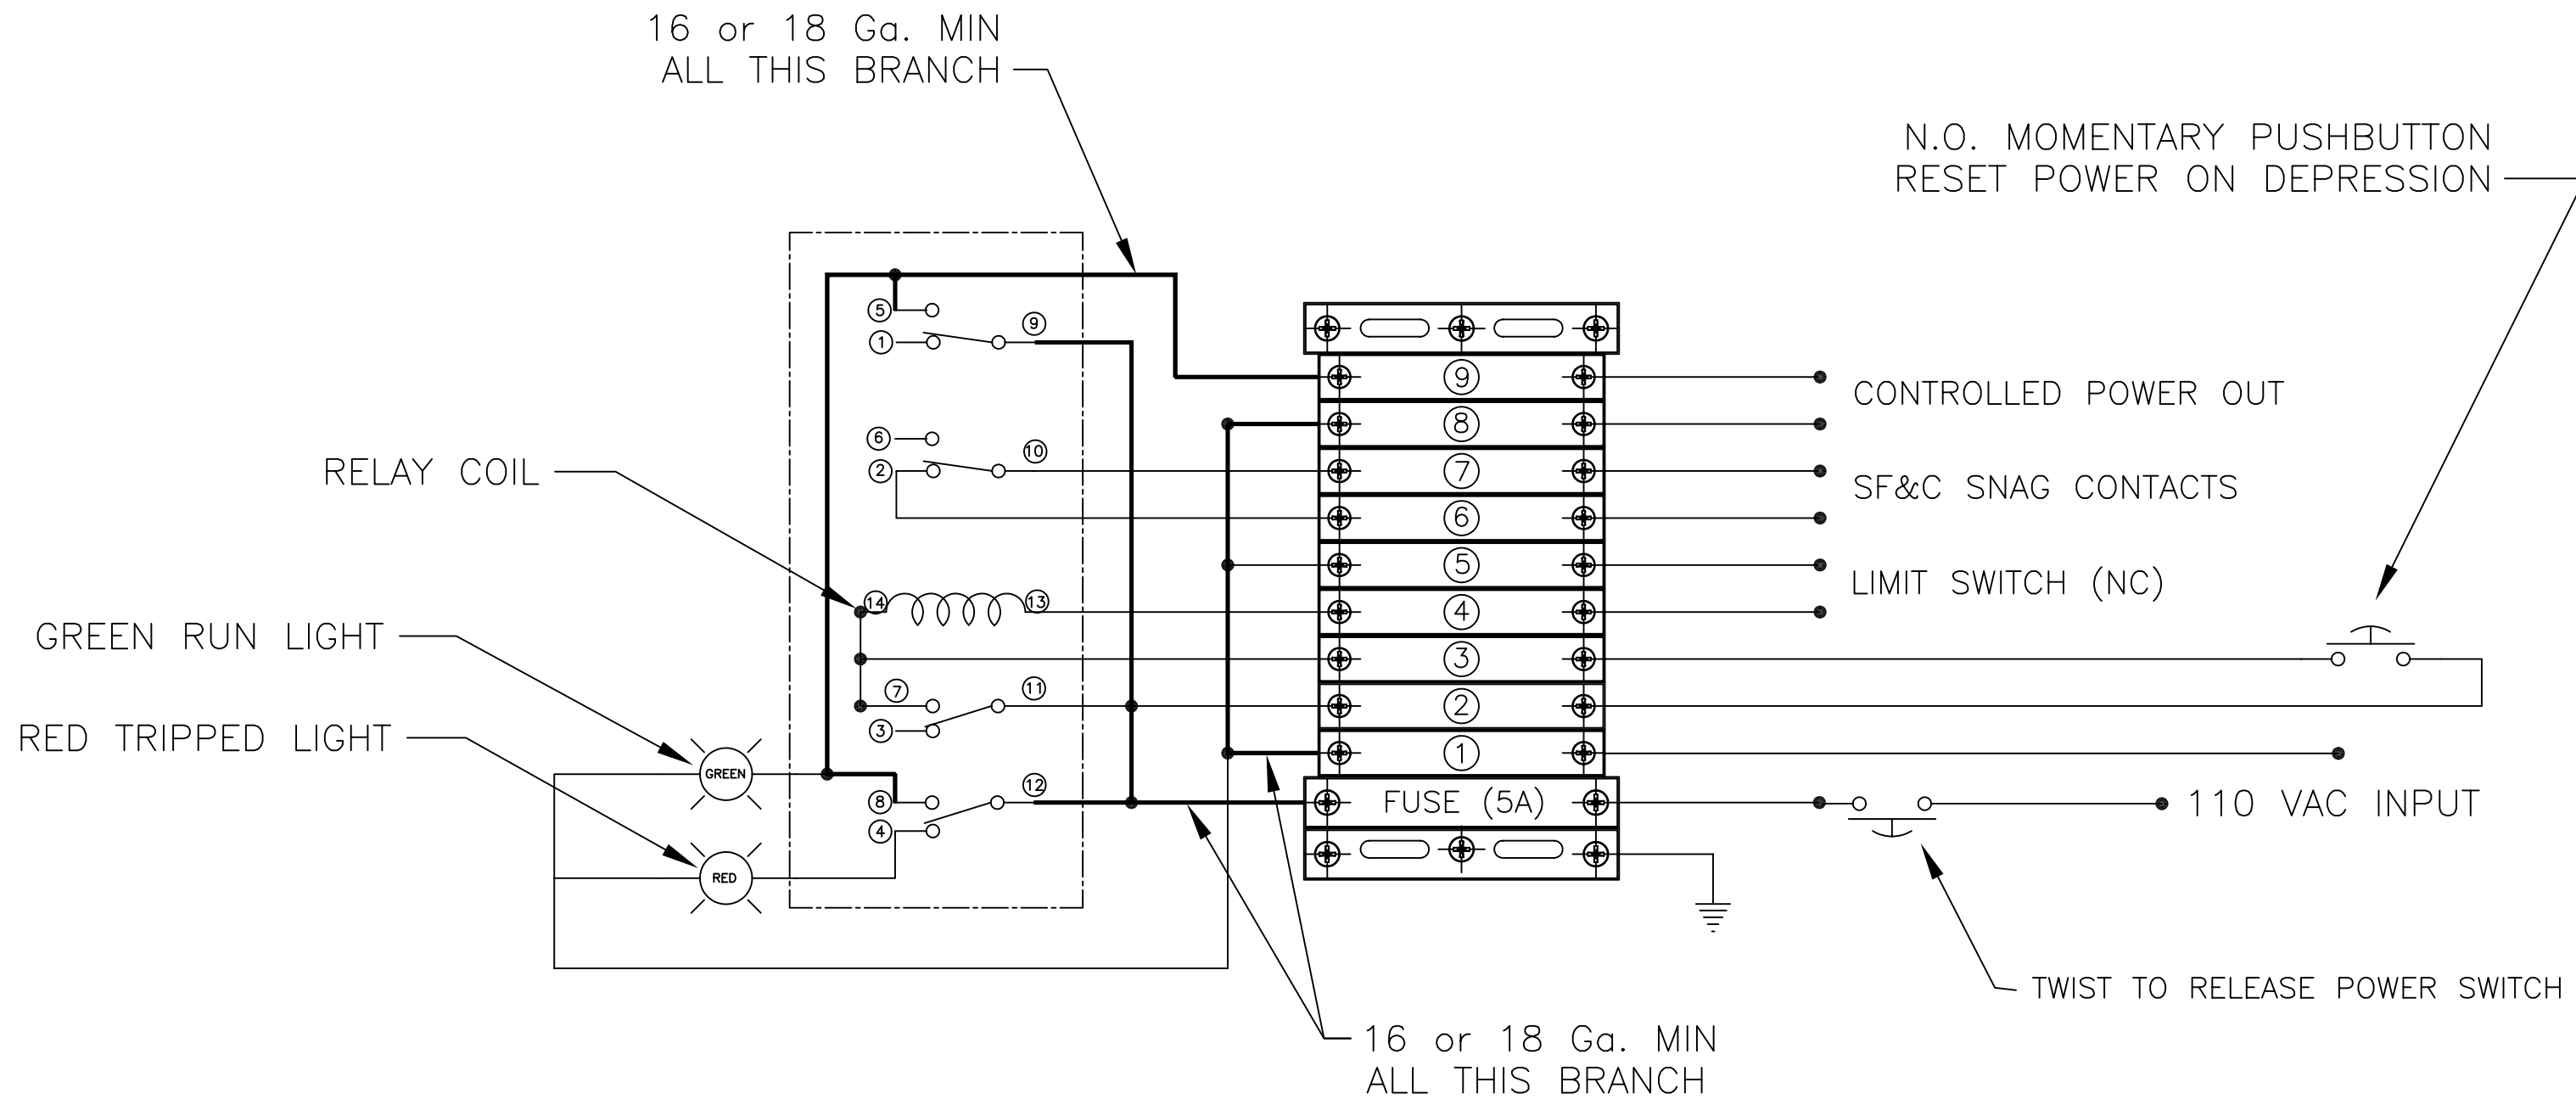 16 or 18 Ga. MIN
ALL THIS BRANCH
N.O. MOMENTARY PUSHBUTTON
RESET POWER ON DEPRESSION
5
9
1
9
CONTROLLED POWER OUT
8
6
10
2
7
RELAY COIL
SF&C SNAG CONTACTS
6
5
LIMIT SWITCH (NC)
14
13
4
GREEN RUN LIGHT
3
7
11
2
3
RED TRIPPED LIGHT
1
GREEN
12
8
FUSE (5A)
110 VAC INPUT
4
RED
TWIST TO RELEASE POWER SWITCH
16 or 18 Ga. MIN
ALL THIS BRANCH